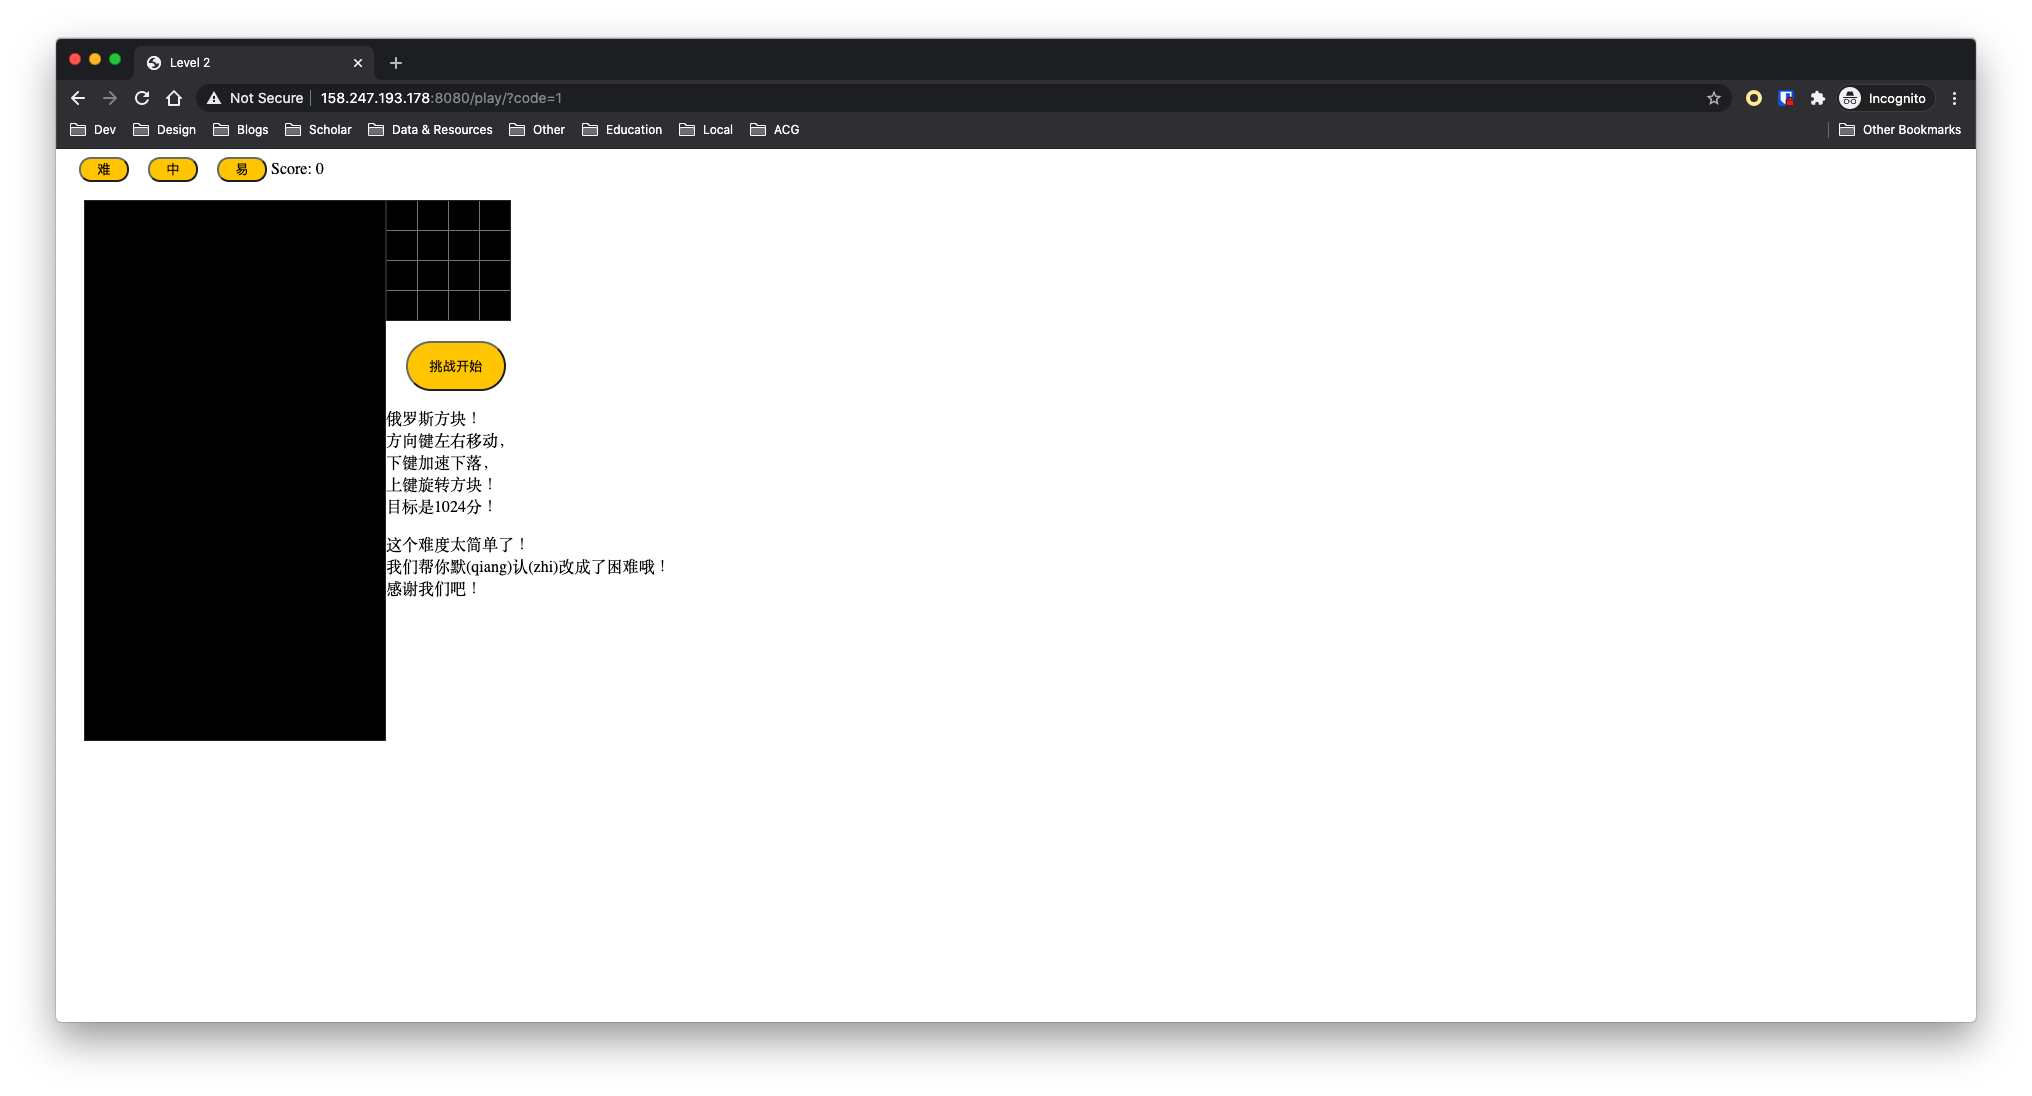 Level 2
Not Secure 158.247.193.178:8080/play/?code=1 Incognito
Dev Design Blogs Scholar Data & Resources Other Education Local ACG Other Bookmarks
难 中 易 Score: 0
挑战开始
俄罗斯方块！
方向键左右移动，
下键加速下落，
上键旋转方块！
目标是1024分！
这个难度太简单了！
我们帮你默(qiang)认(zhi)改成了困难哦！
感谢我们吧！